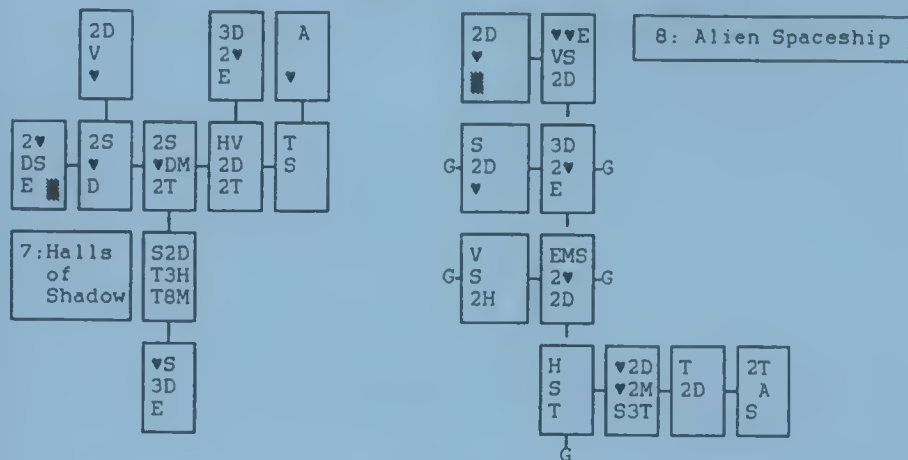 2D
V
♥
3D
2♥
E
A
♥
2♥
DS
E
2S
♥
D
2S
♥DM
2T
HV
2D
2T
T
S
7:Halls
of
Shadow
S2D
T3H
T8M
♥S
3D
E
2D
♥
♥♥E
VS
2D
8: Alien Spaceship
G
S
2D
♥
3D
2♥
E
G
G
V
S
2H
EMS
2♥
2D
G
H
S
T
♥2D
♥2M
S3T
T
2D
2T
A
S
G